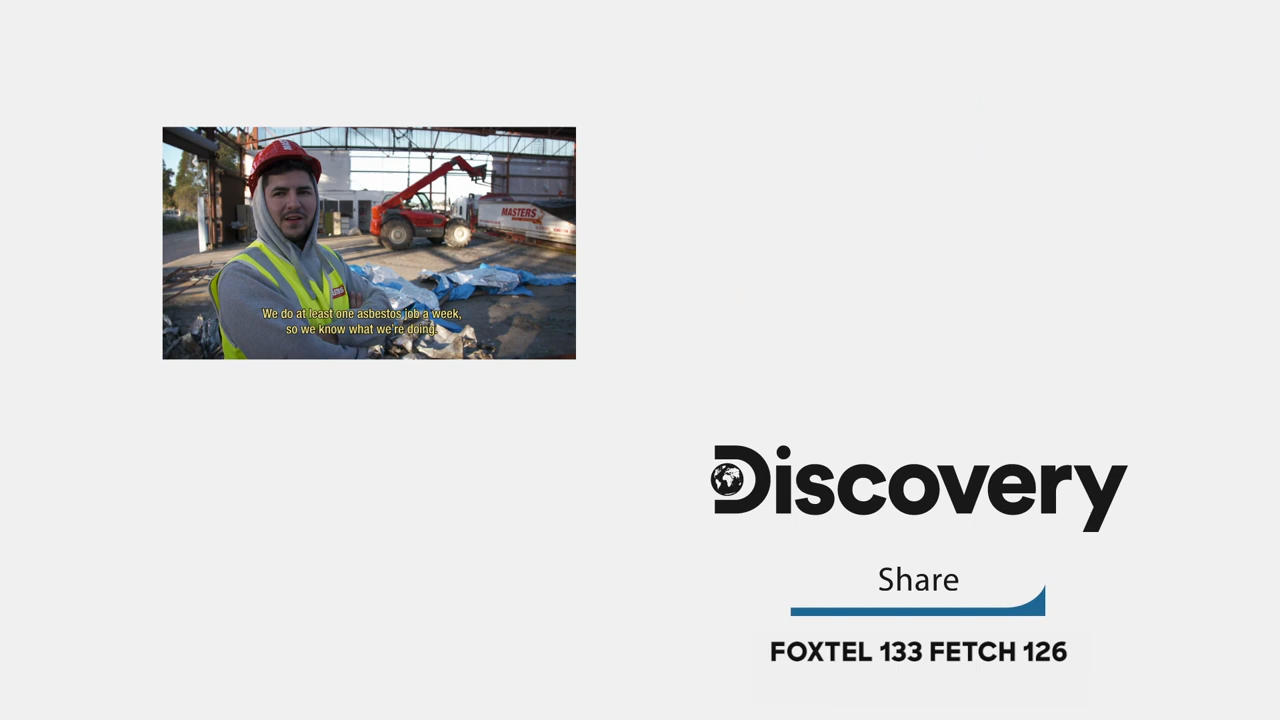 MASTERS
We do at least one asbestos job a week,
so we know what we're doing.
Discovery
Share
FOXTEL 133 FETCH 126